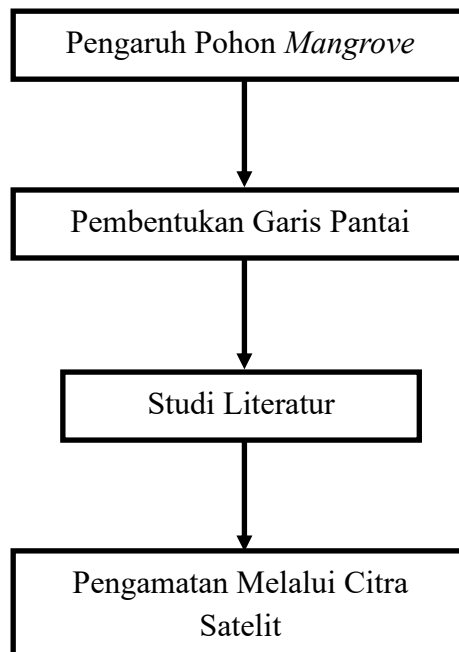 Pengaruh Pohon Mangrove
Pembentukan Garis Pantai
Studi Literatur
Pengamatan Melalui Citra
Satelit